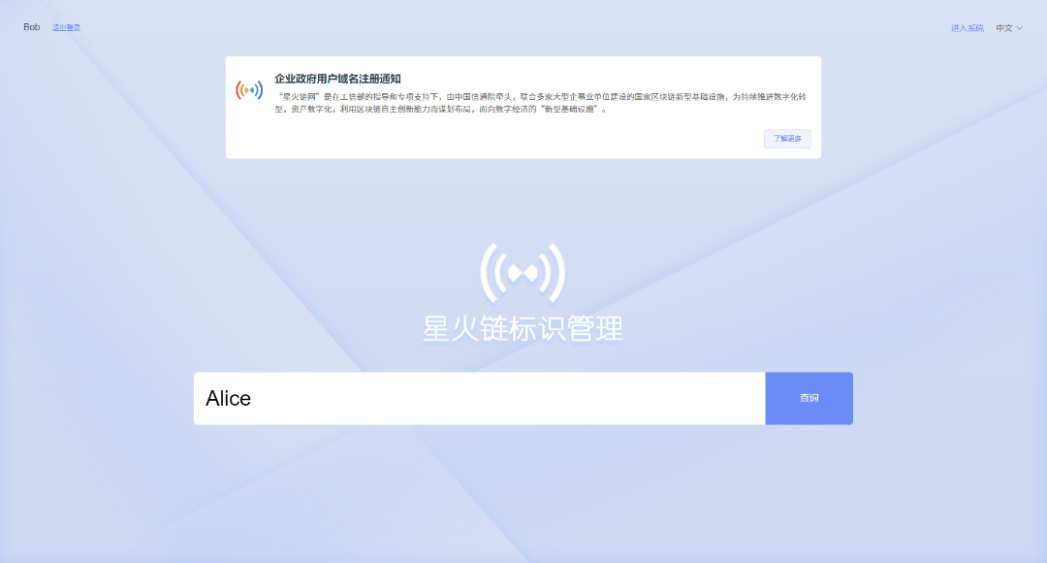 Bob 退出登录
进入系统 中文
企业政府用户域名注册通知
“星火链网”是在工信部的指导和专项支持下，由中国信通院牵头，联合多家大型企事业单位建设的国家区块链新型基础设施，为持续推进数字化转
型，资产数字化，利用区块链自主创新能力而谋划布局，面向数字经济的“新型基础设施”。
了解更多
星火链标识管理
Alice
查询